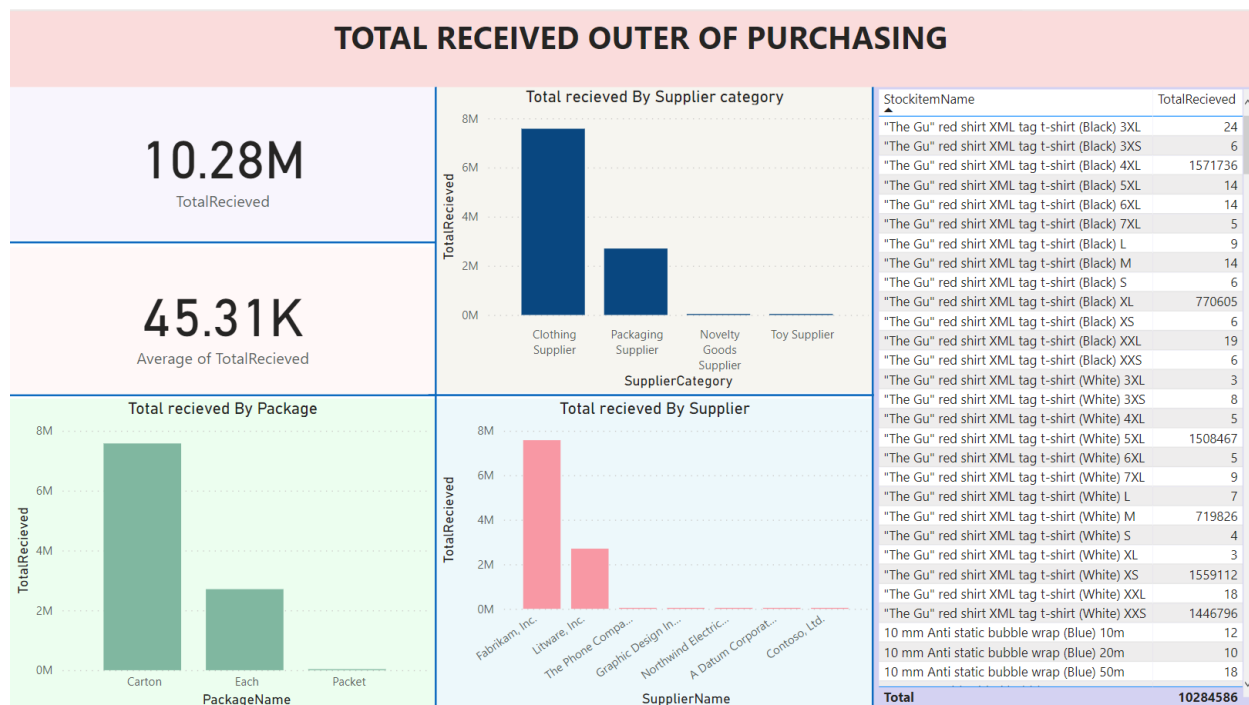 TOTAL RECEIVED OUTER OF PURCHASING
10.28M
TotalRecieved
45.31K
Average of TotalRecieved
Total recieved By Supplier category
TotalRecieved
8M
6M
4M
2M
0M
Clothing Supplier
Packaging Supplier
Novelty Goods Supplier
Toy Supplier
SupplierCategory
Total recieved By Package
TotalRecieved
8M
6M
4M
2M
0M
Carton
Each
Packet
PackageName
Total recieved By Supplier
TotalRecieved
8M
6M
4M
2M
0M
Fabrikam, Inc.
Litware, Inc.
The Phone Compa...
Graphic Design In...
Northwind Electric...
A Datum Corporat...
Contoso, Ltd.
SupplierName
StockitemName TotalRecieved
"The Gu" red shirt XML tag t-shirt (Black) 3XL 24
"The Gu" red shirt XML tag t-shirt (Black) 3XS 6
"The Gu" red shirt XML tag t-shirt (Black) 4XL 1571736
"The Gu" red shirt XML tag t-shirt (Black) 5XL 14
"The Gu" red shirt XML tag t-shirt (Black) 6XL 14
"The Gu" red shirt XML tag t-shirt (Black) 7XL 5
"The Gu" red shirt XML tag t-shirt (Black) L 9
"The Gu" red shirt XML tag t-shirt (Black) M 14
"The Gu" red shirt XML tag t-shirt (Black) S 6
"The Gu" red shirt XML tag t-shirt (Black) XL 770605
"The Gu" red shirt XML tag t-shirt (Black) XS 6
"The Gu" red shirt XML tag t-shirt (Black) XXL 19
"The Gu" red shirt XML tag t-shirt (Black) XXS 6
"The Gu" red shirt XML tag t-shirt (White) 3XL 3
"The Gu" red shirt XML tag t-shirt (White) 3XS 8
"The Gu" red shirt XML tag t-shirt (White) 4XL 5
"The Gu" red shirt XML tag t-shirt (White) 5XL 1508467
"The Gu" red shirt XML tag t-shirt (White) 6XL 5
"The Gu" red shirt XML tag t-shirt (White) 7XL 9
"The Gu" red shirt XML tag t-shirt (White) L 7
"The Gu" red shirt XML tag t-shirt (White) M 719826
"The Gu" red shirt XML tag t-shirt (White) S 4
"The Gu" red shirt XML tag t-shirt (White) XL 3
"The Gu" red shirt XML tag t-shirt (White) XS 1559112
"The Gu" red shirt XML tag t-shirt (White) XXL 18
"The Gu" red shirt XML tag t-shirt (White) XXS 1446796
10 mm Anti static bubble wrap (Blue) 10m 12
10 mm Anti static bubble wrap (Blue) 20m 10
10 mm Anti static bubble wrap (Blue) 50m 18
Total 10284586